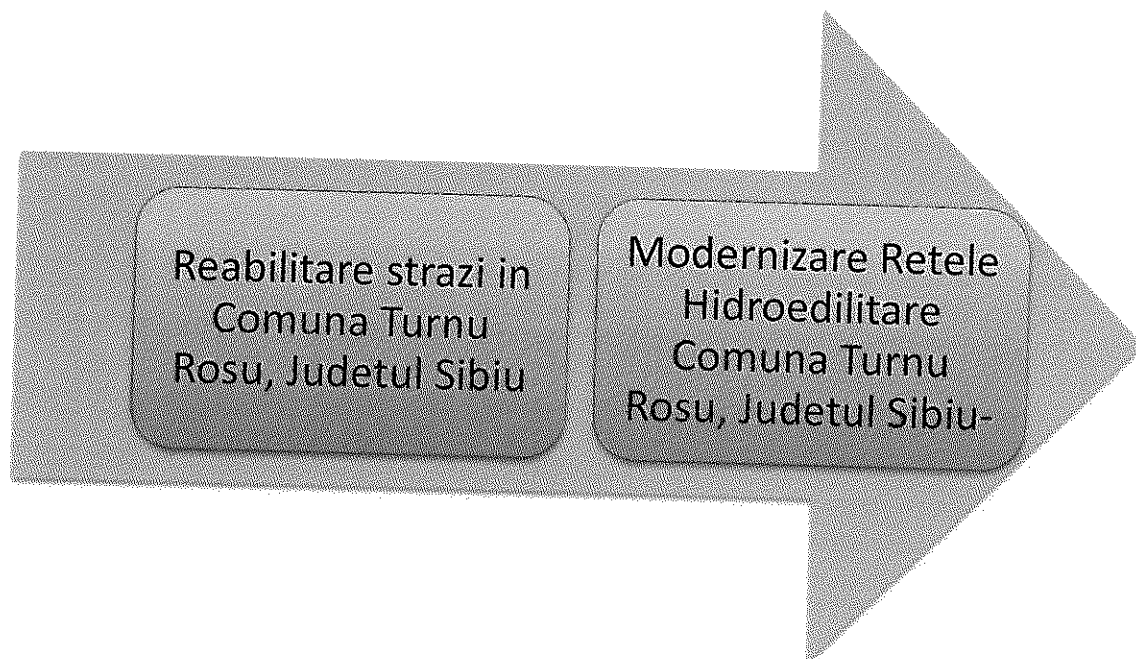 Reabilitare strazi in
Comuna Turnu
Rosu, Judetul Sibiu
Modernizare Retele
Hidroedilitare
Comuna Turnu
Rosu, Judetul Sibiu-